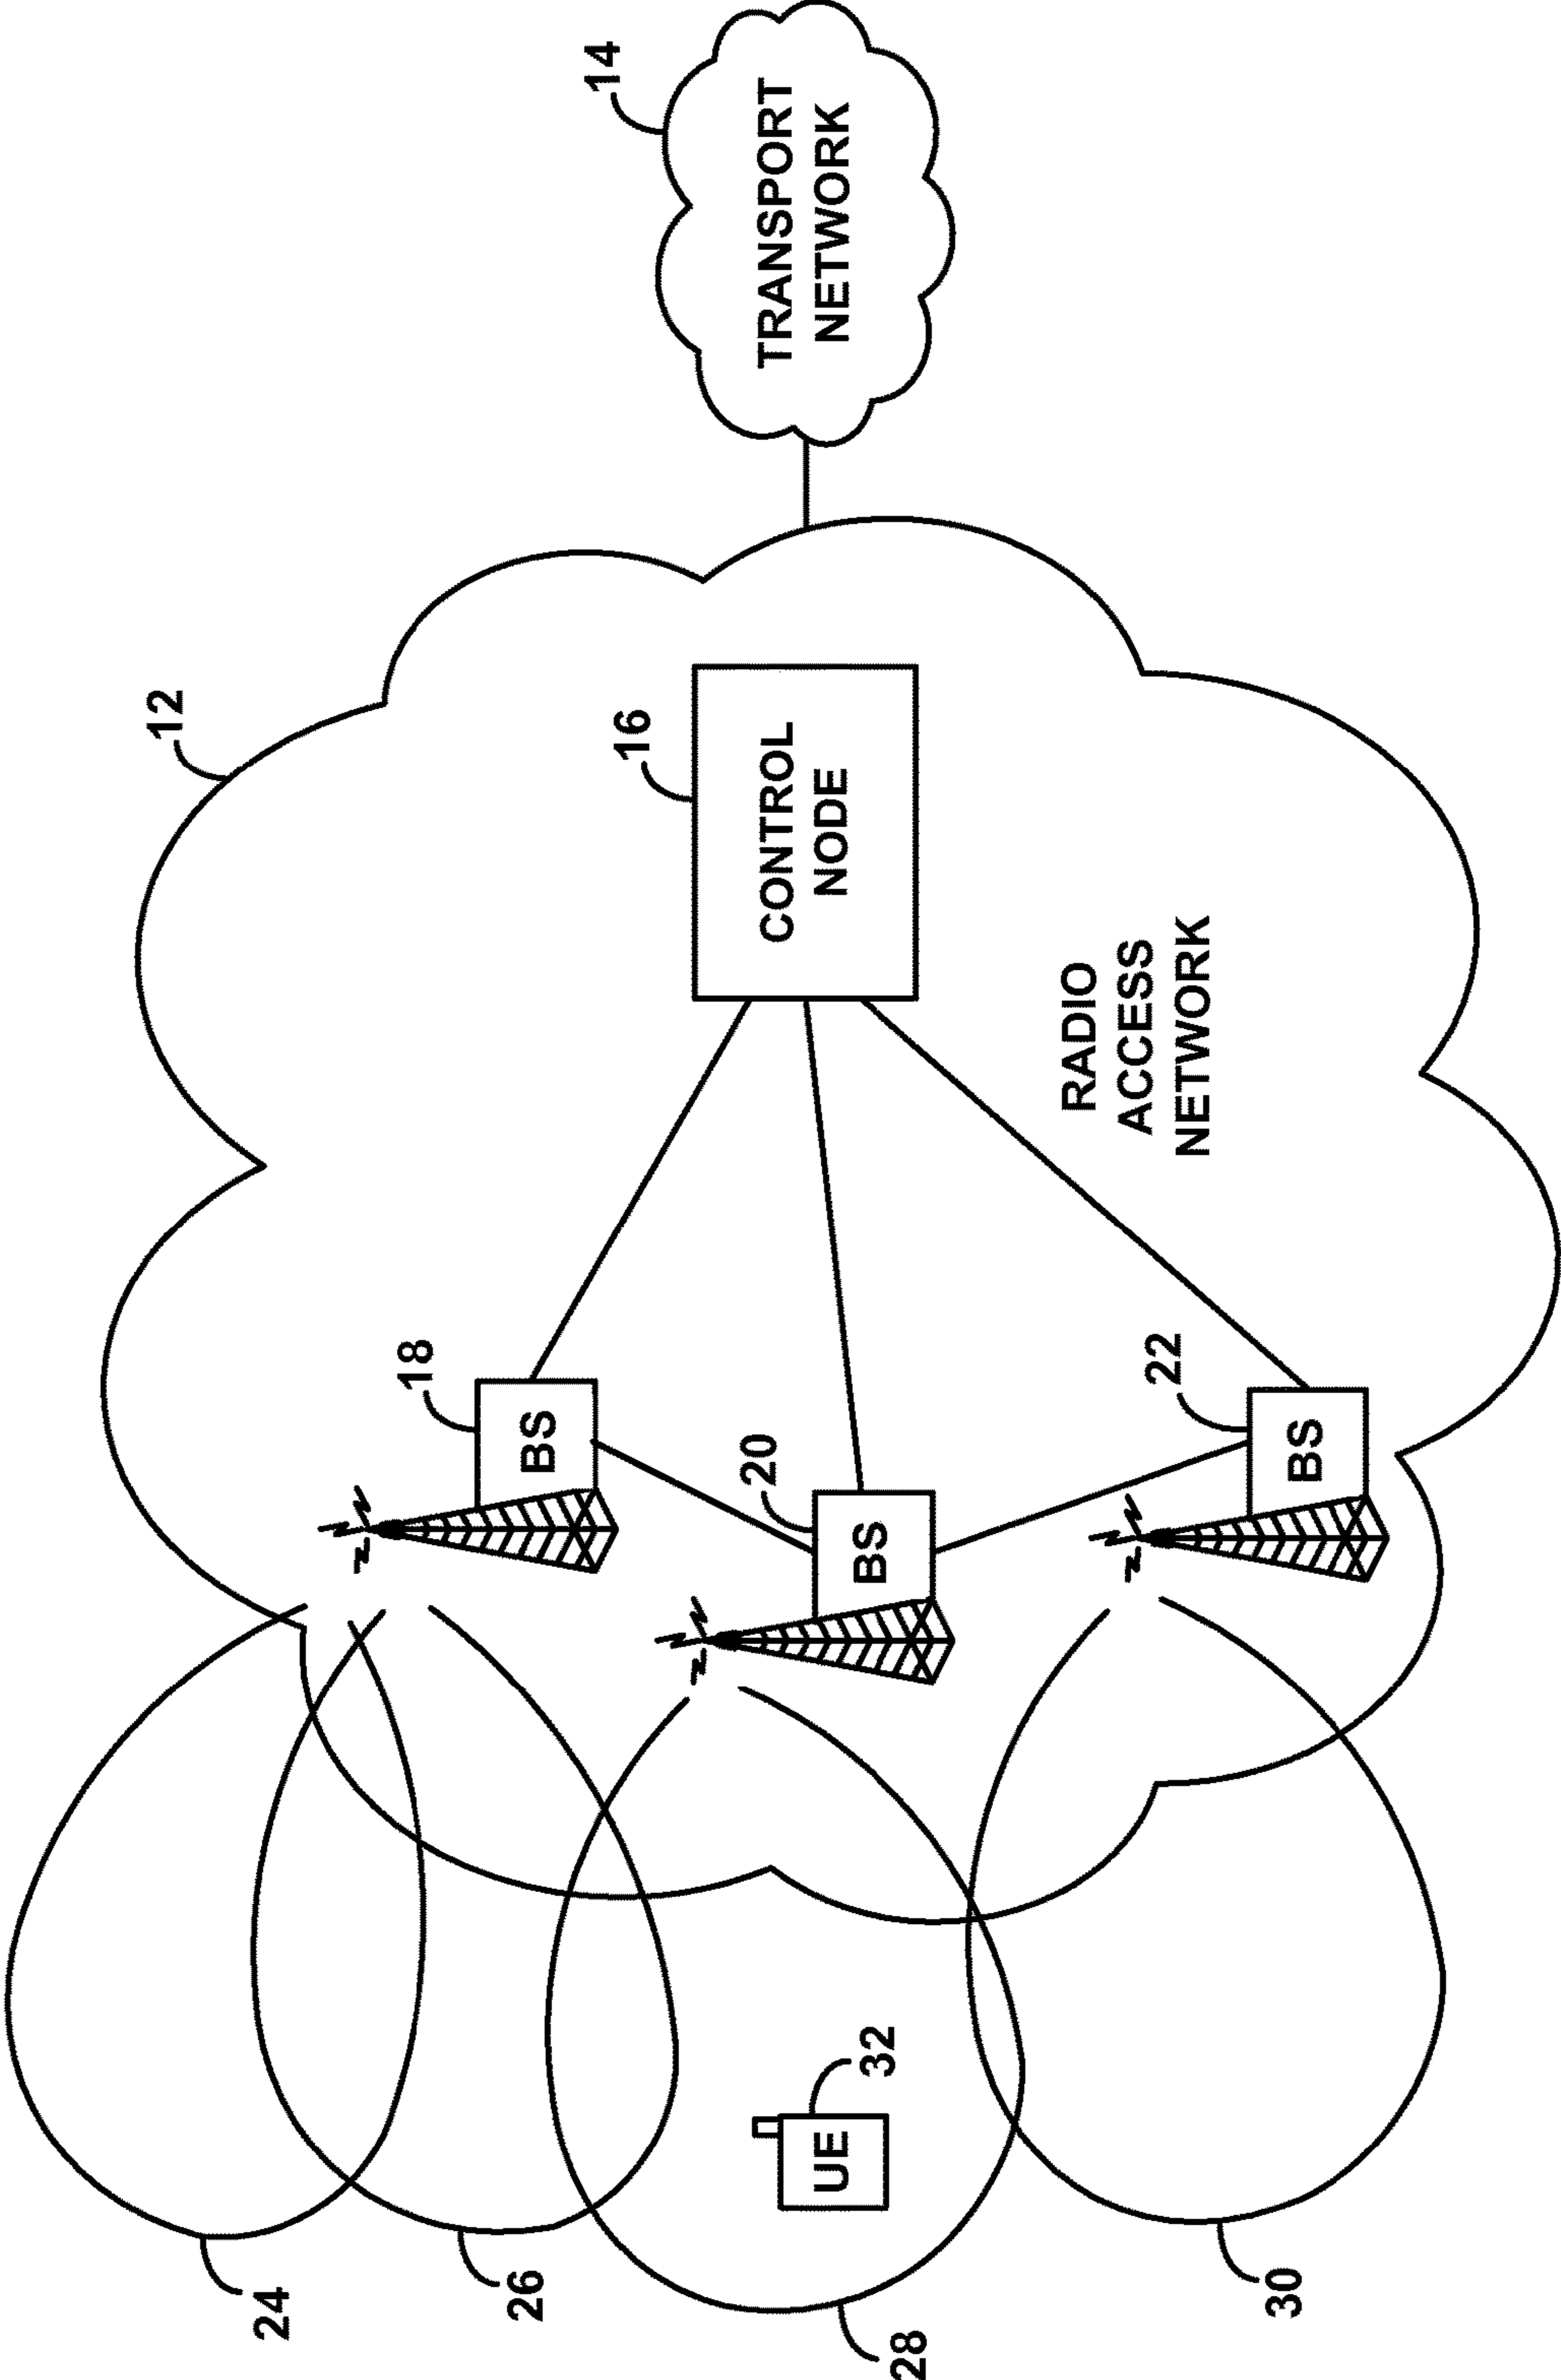 24
26
28
30
UE
32
18
BS
20
BS
22
BS
12
16
CONTROL
NODE
RADIO
ACCESS
NETWORK
14
TRANSPORT
NETWORK